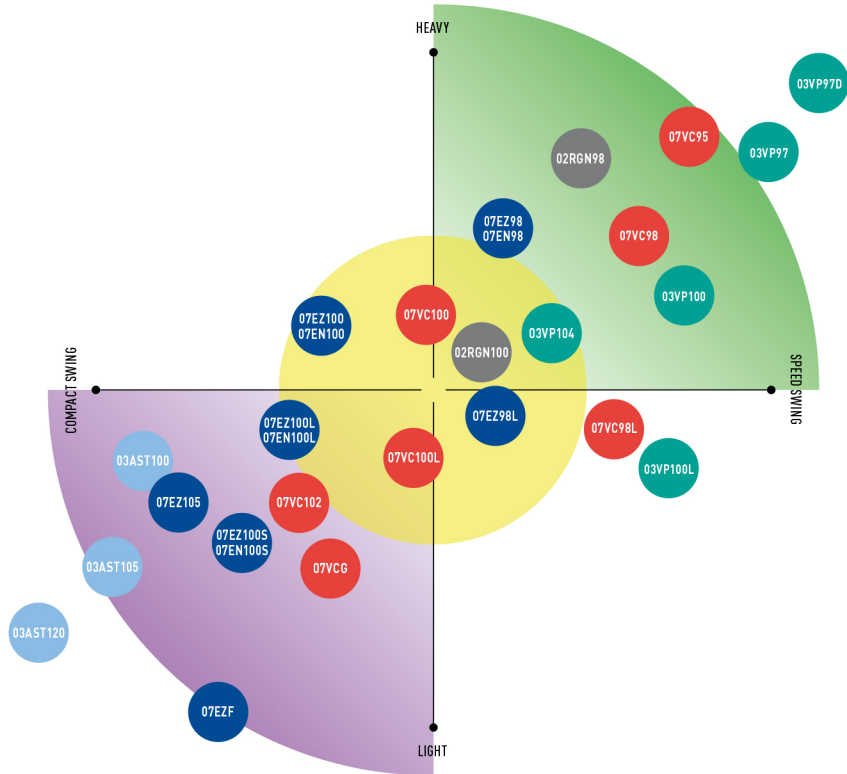 HEAVY
03VP97D
07VC95
03VP97
02RGN98
07EZ98
07EN98
07VC98
03VP100
07VC100
07EZ100
07EN100
03VP104
02RGN100
COMPACT SWING
SPEED SWING
07EZ98L
07EZ100L
07EN100L
07VC98L
07VC100L
03AST100
03VP100L
07EZ105
07VC102
07EZ100S
07EN100S
03AST105
07VCG
03AST120
07EZF
LIGHT